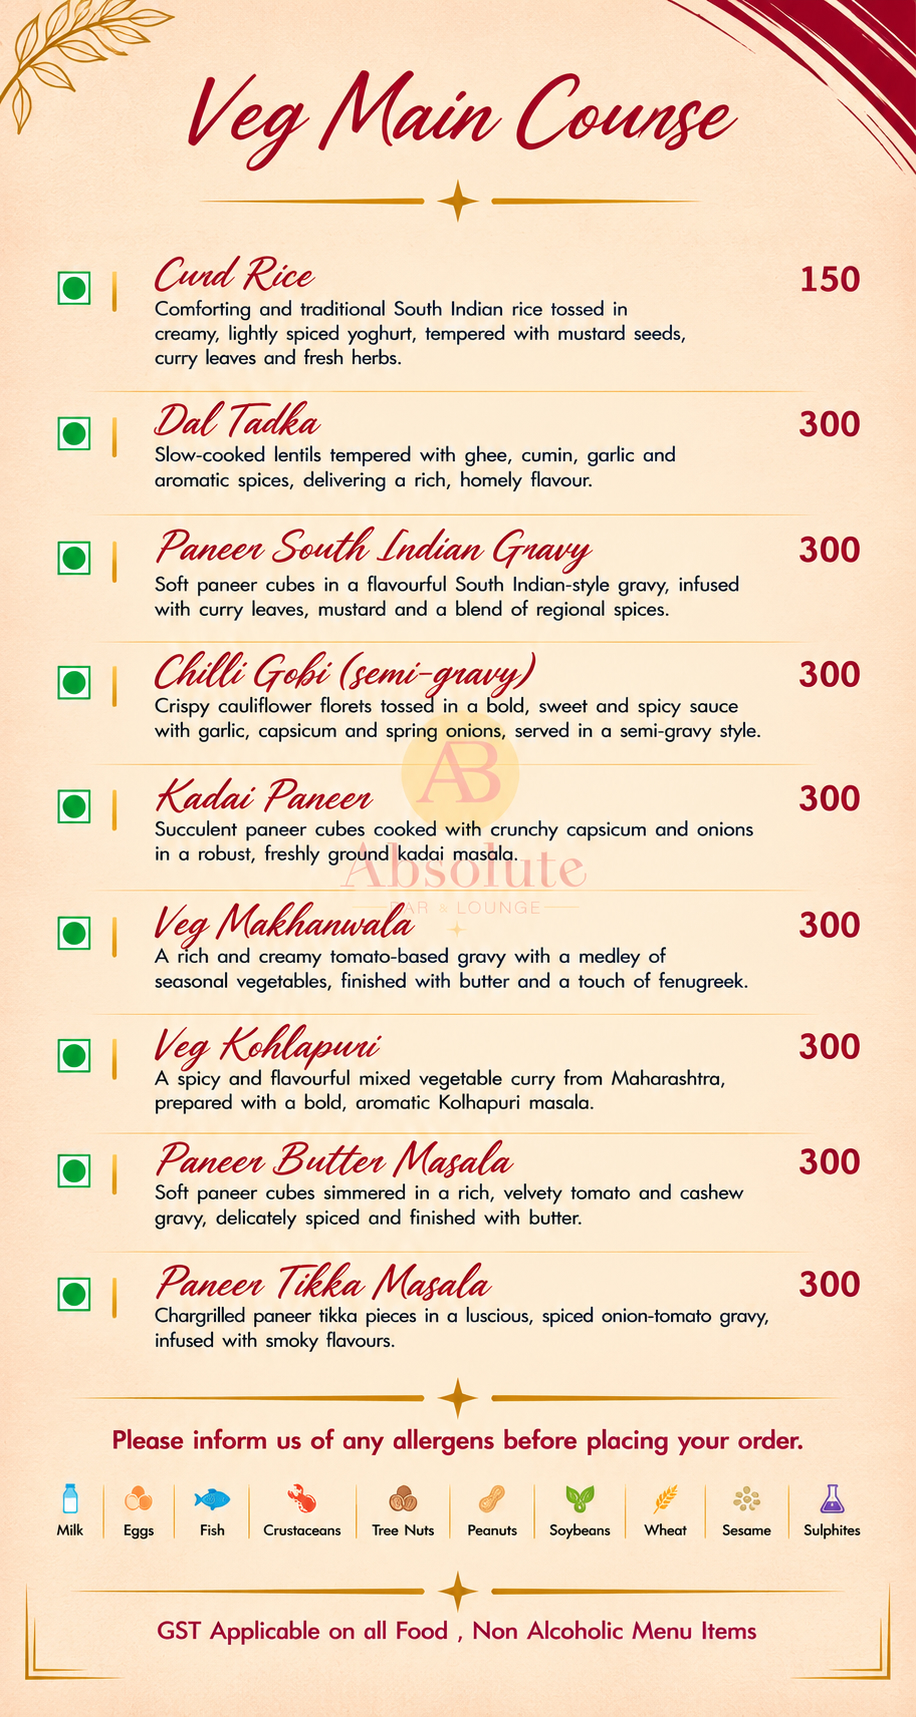 Veg Main Course
Curd Rice
150
Comforting and traditional South Indian rice tossed in
creamy, lightly spiced yoghurt, tempered with mustard seeds,
curry leaves and fresh herbs.
Dal Tadka
300
Slow-cooked lentils tempered with ghee, cumin, garlic and
aromatic spices, delivering a rich, homely flavour.
Paneer South Indian Gravy
300
Soft paneer cubes in a flavourful South Indian-style gravy, infused
with curry leaves, mustard and a blend of regional spices.
Chilli Gobi (semi-gravy)
300
Crispy cauliflower florets tossed in a bold, sweet and spicy sauce
with garlic, capsicum and spring onions, served in a semi-gravy style.
AB
Kadai Paneer
300
Succulent paneer cubes cooked with crunchy capsicum and onions
in a robust, freshly ground kadai masala.
Absolute
BAR & LOUNGE
Veg Makhanwala
300
A rich and creamy tomato-based gravy with a medley of
seasonal vegetables, finished with butter and a touch of fenugreek.
Veg Kohlapuri
300
A spicy and flavourful mixed vegetable curry from Maharashtra,
prepared with a bold, aromatic Kolhapuri masala.
Paneer Butter Masala
300
Soft paneer cubes simmered in a rich, velvety tomato and cashew
gravy, delicately spiced and finished with butter.
Paneer Tikka Masala
300
Chargrilled paneer tikka pieces in a luscious, spiced onion-tomato gravy,
infused with smoky flavours.
Please inform us of any allergens before placing your order.
Milk Eggs Fish Crustaceans Tree Nuts Peanuts Soybeans Wheat Sesame Sulphites
GST Applicable on all Food , Non Alcoholic Menu Items